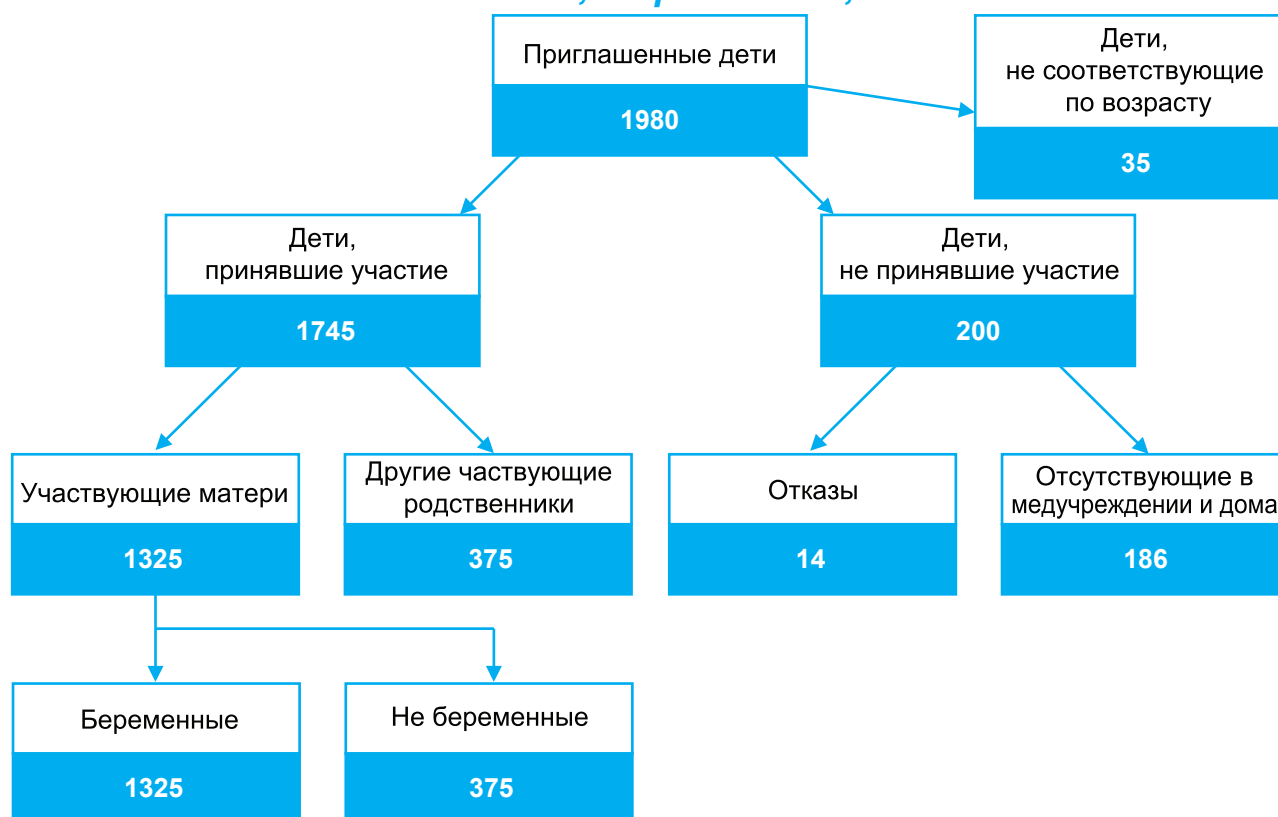 Приглашенные дети
1980
Дети,
не соответствующие
по возрасту
35
Дети,
принявшие участие
1745
Дети,
не принявшие участие
200
Участвующие матери
1325
Другие частвующие
родственники
375
Отказы
14
Отсутствующие в
медучреждении и дома
186
Беременные
1325
Не беременные
375